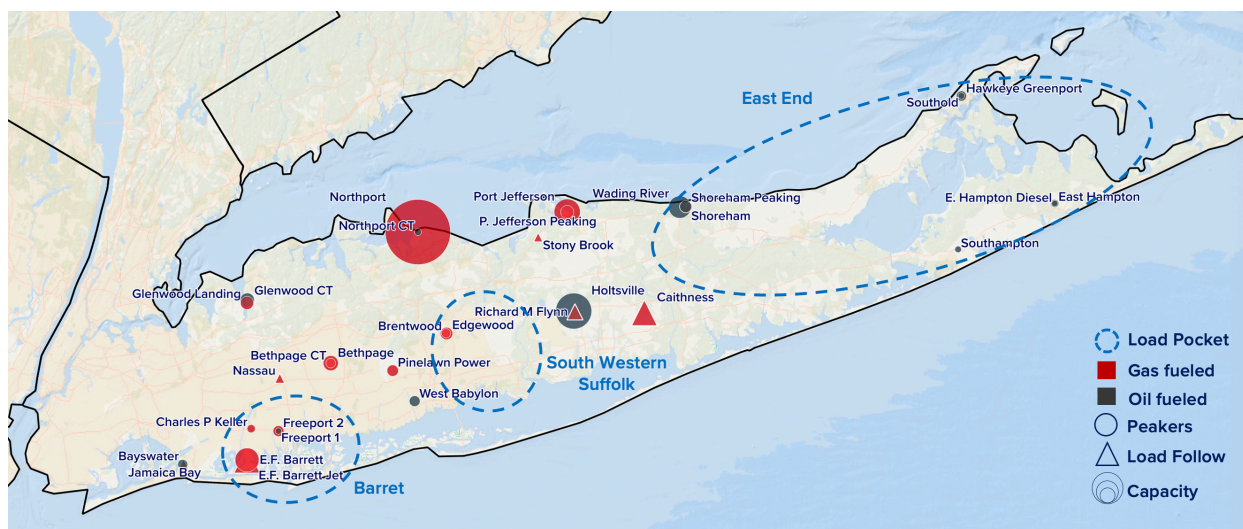 East End
Hawkeye Greenport
Southold
Northport
Port Jefferson
Wading River
Shoreham-Peaking
E. Hampton Diesel
East Hampton
Northport CT
P. Jefferson Peaking
Shoreham
Stony Brook
Southampton
Glenwood Landing
Glenwood CT
Holtsville
Caithness
Richard M Flynn
Brentwood
Edgewood
Bethpage CT
Bethpage
Nassau
Pinelawn Power
South Western
Suffolk
West Babylon
Charles P Keller
Freeport 2
Freeport 1
Bayswater
Jamaica Bay
E.F. Barrett
E.F. Barrett Jet
Barret
Load Pocket
Gas fueled
Oil fueled
Peakers
Load Follow
Capacity